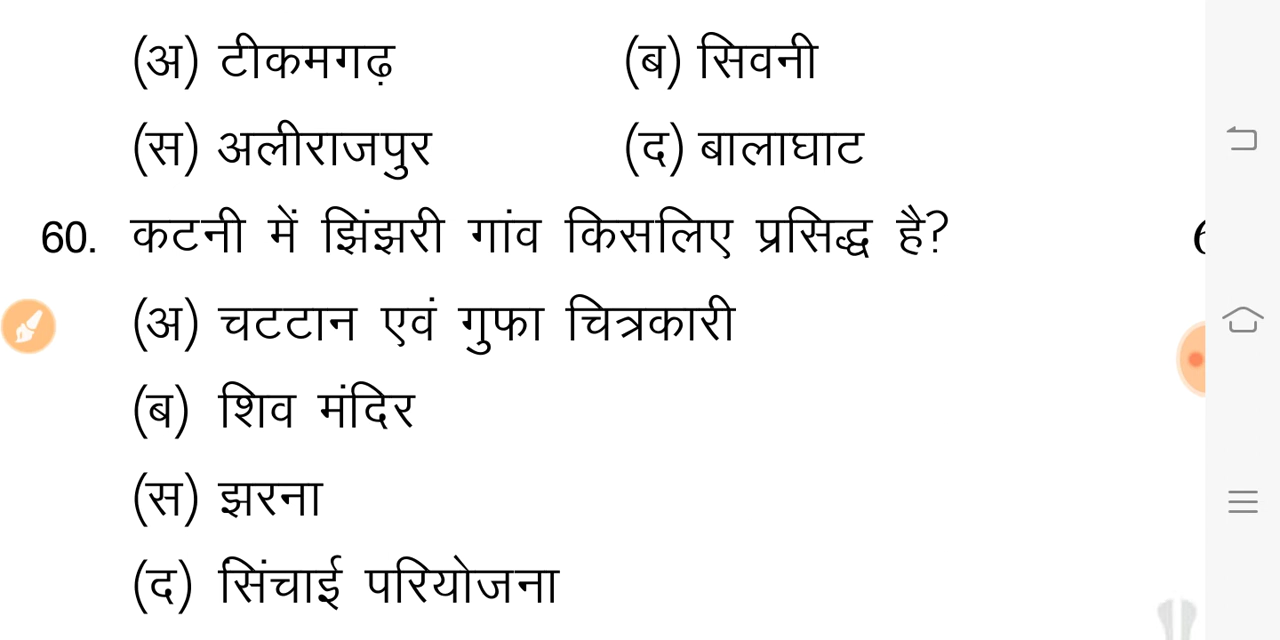 (अ) टीकमगढ़ (ब) सिवनी
(स) अलीराजपुर (द) बालाघाट
60. कटनी में झिंझरी गांव किसलिए प्रसिद्ध है?
(अ) चटटान एवं गुफा चित्रकारी
(ब) शिव मंदिर
(स) झरना
(द) सिंचाई परियोजना